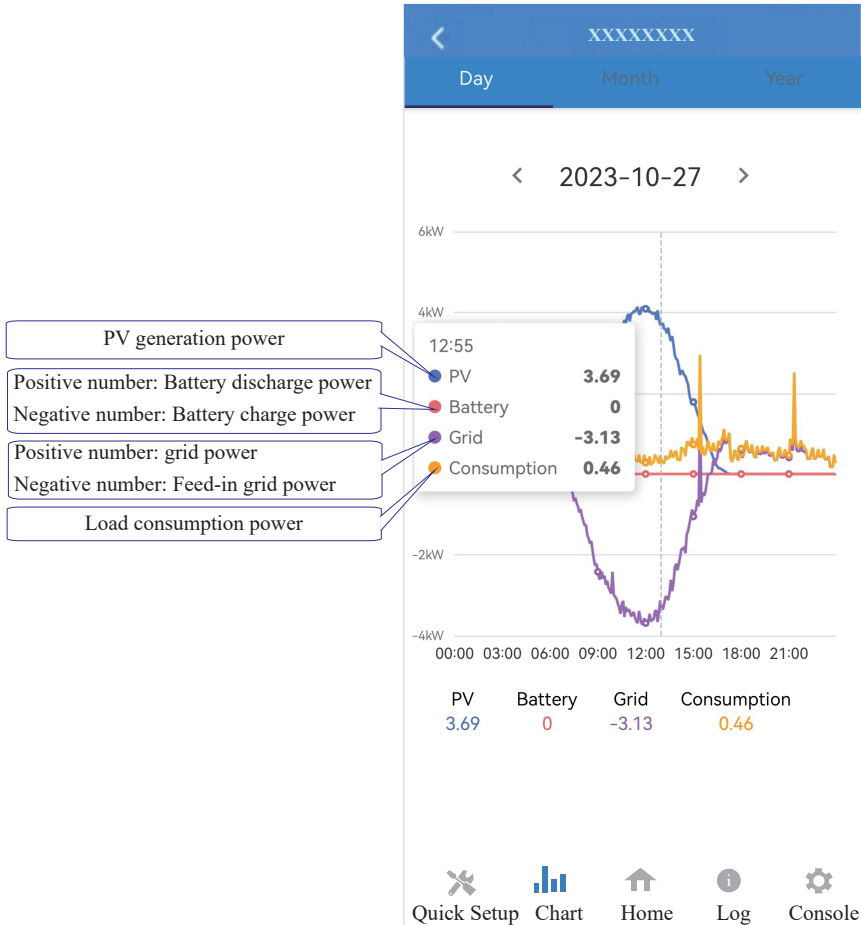 XXXXXXXX
Day Month Year
2023-10-27
6kW
4kW
PV generation power
12:55
PV 3.69
Positive number: Battery discharge power
Negative number: Battery charge power
Battery 0
Positive number: grid power
Negative number: Feed-in grid power
Grid -3.13
Consumption 0.46
Load consumption power
-2kW
-4kW
00:00 03:00 06:00 09:00 12:00 15:00 18:00 21:00
PV Battery Grid Consumption
3.69 0 -3.13 0.46
Quick Setup Chart Home Log Console